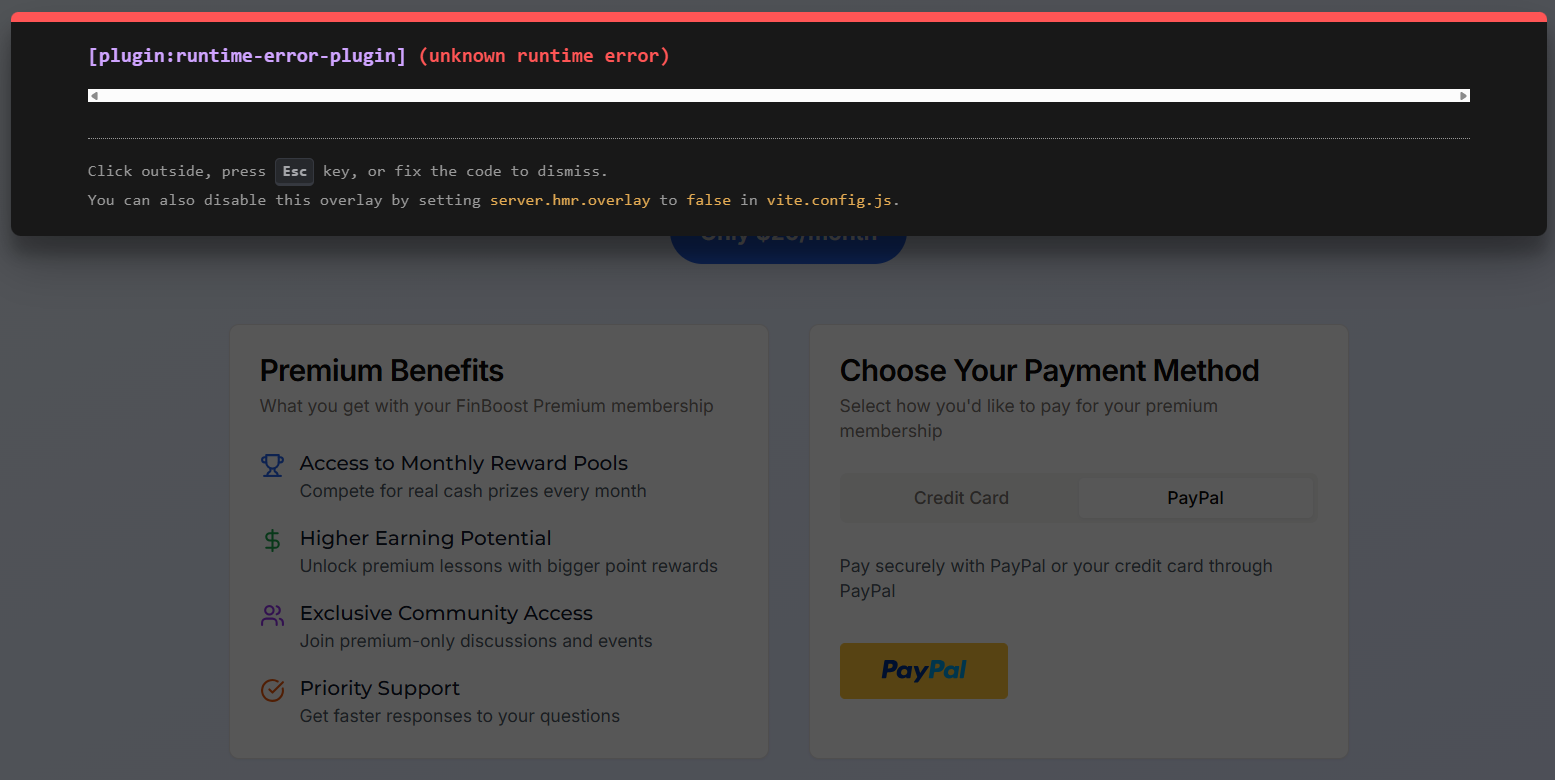 [plugin:runtime-error-plugin] (unknown runtime error)
Click outside, press Esc key, or fix the code to dismiss.
You can also disable this overlay by setting server.hmr.overlay to false in vite.config.js.
Only $20/month
Premium Benefits
What you get with your FinBoost Premium membership
Access to Monthly Reward Pools
Compete for real cash prizes every month
Higher Earning Potential
Unlock premium lessons with bigger point rewards
Exclusive Community Access
Join premium-only discussions and events
Priority Support
Get faster responses to your questions
Choose Your Payment Method
Select how you'd like to pay for your premium
membership
Credit Card
PayPal
Pay securely with PayPal or your credit card through
PayPal
PayPal